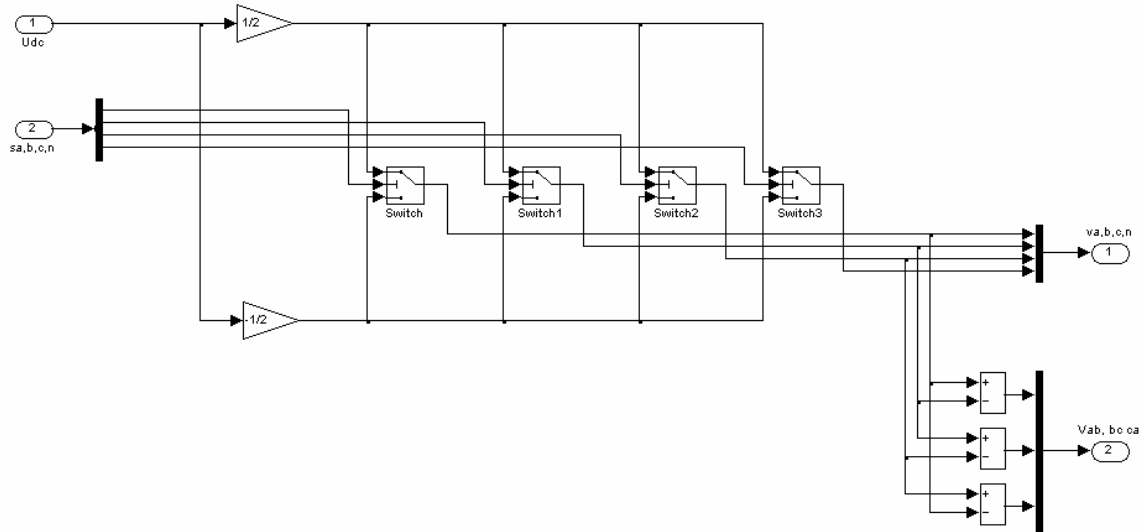 1
Udc
1/2
2
sa,b,c,n
Switch
Switch1
Switch2
Switch3
va,b,c,n
1
-1/2
+
−
+
−
+
−
Vab, bc ca
2